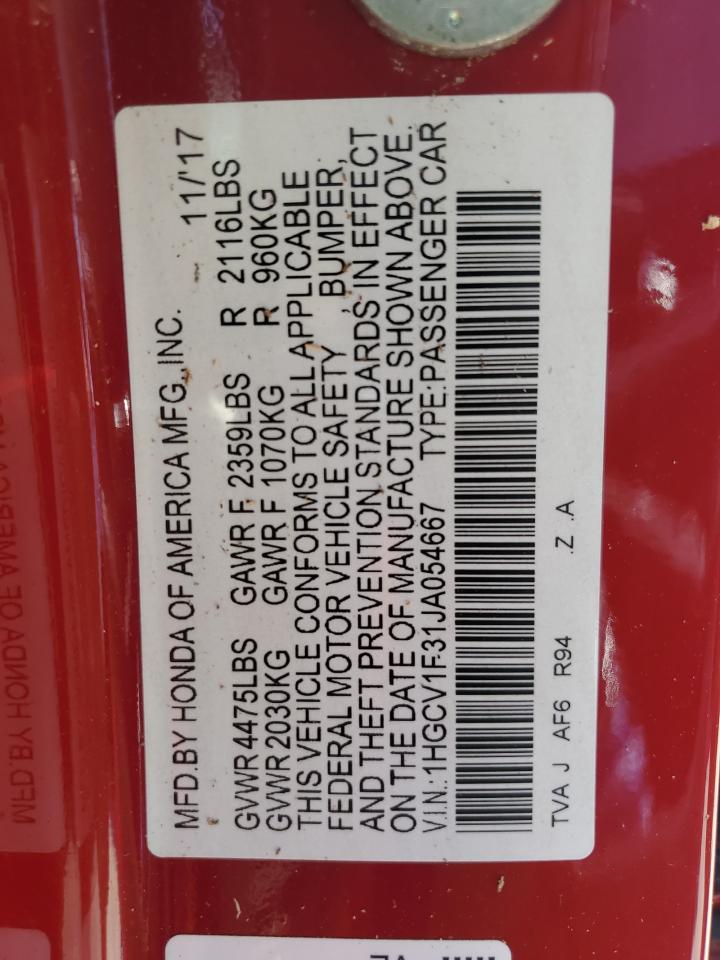 MFD.BY HONDA OF AMERICA MFG.,INC. 11/'17
GVWR 4475LBS GAWR F 2359LBS R 2116LBS
GVWR 2030KG GAWR F 1070KG R 960KG
THIS VEHICLE CONFORMS TO ALL APPLICABLE
FEDERAL MOTOR VEHICLE SAFETY, BUMPER,
AND THEFT PREVENTION STANDARDS IN EFFECT
ON THE DATE OF MANUFACTURE SHOWN ABOVE.
V.I.N.:1HGCV1F31JA054667 TYPE:PASSENGER CAR
TVA J AF6 R94 .Z .A